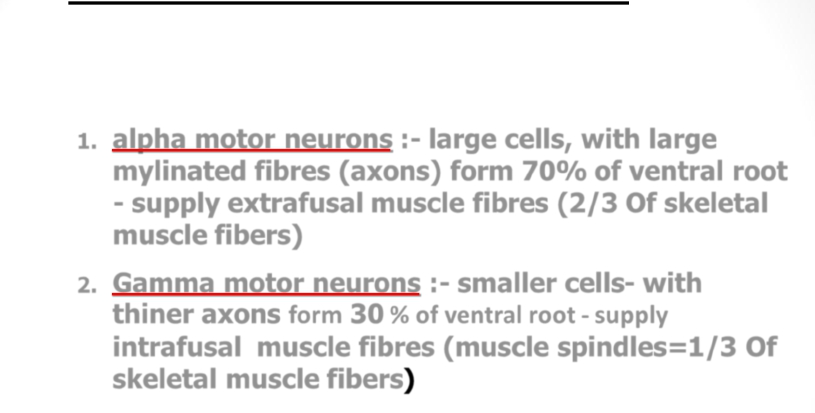 1. alpha motor neurons :- large cells, with large
mylinated fibres (axons) form 70% of ventral root
- supply extrafusal muscle fibres (2/3 Of skeletal
muscle fibers)
2. Gamma motor neurons :- smaller cells- with
thiner axons form 30 % of ventral root - supply
intrafusal muscle fibres (muscle spindles=1/3 Of
skeletal muscle fibers)